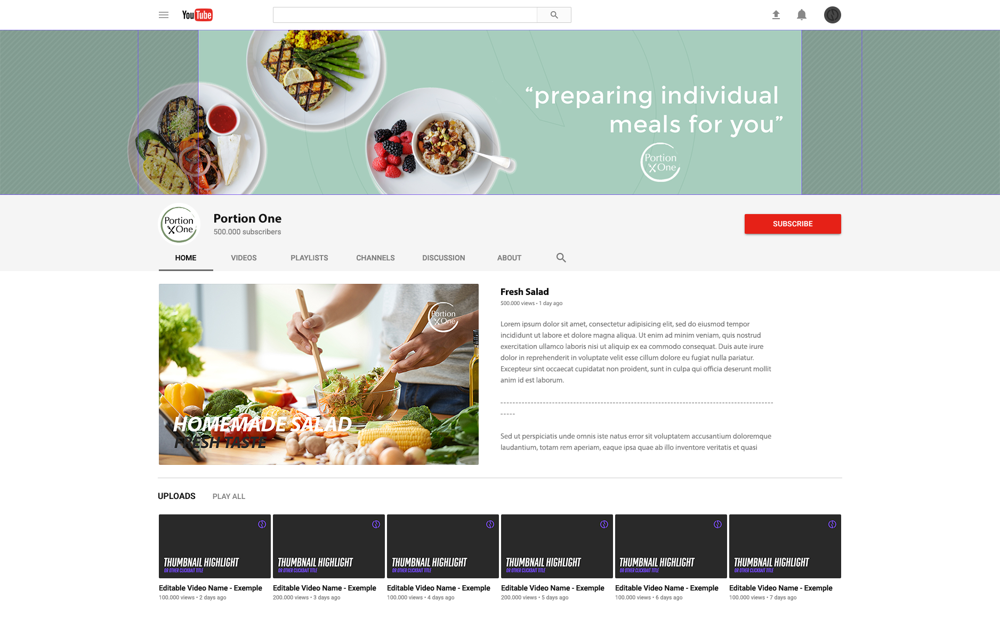 YouTube
“preparing individual
meals for you”
Portion
One
Portion
One
Portion One
500.000 subscribers
SUBSCRIBE
HOME
VIDEOS
PLAYLISTS
CHANNELS
DISCUSSION
ABOUT
Portion
One
HOMEMADE SALAD
FRESH TASTE
Fresh Salad
500.000 views • 1 day ago
Lorem ipsum dolor sit amet, consectetur adipisicing elit, sed do eiusmod tempor
incididunt ut labore et dolore magna aliqua. Ut enim ad minim veniam, quis nostrud
exercitation ullamco laboris nisi ut aliquip ex ea commodo consequat. Duis aute irure
dolor in reprehenderit in voluptate velit esse cillum dolore eu fugiat nulla pariatur.
Excepteur sint occaecat cupidatat non proident, sunt in culpa qui officia deserunt mollit
anim id est laborum.
Sed ut perspiciatis unde omnis iste natus error sit voluptatem accusantium doloremque
laudantium, totam rem aperiam, eaque ipsa quae ab illo inventore veritatis et quasi
UPLOADS
PLAY ALL
THUMBNAIL HIGHLIGHT
OR OTHER CLICKBAIT TITLE
Editable Video Name - Exemple
100.000 views • 2 days ago
THUMBNAIL HIGHLIGHT
OR OTHER CLICKBAIT TITLE
Editable Video Name - Exemple
200.000 views • 3 days ago
THUMBNAIL HIGHLIGHT
OR OTHER CLICKBAIT TITLE
Editable Video Name - Exemple
100.000 views • 4 days ago
THUMBNAIL HIGHLIGHT
OR OTHER CLICKBAIT TITLE
Editable Video Name - Exemple
200.000 views • 5 days ago
THUMBNAIL HIGHLIGHT
OR OTHER CLICKBAIT TITLE
Editable Video Name - Exemple
100.000 views • 6 days ago
THUMBNAIL HIGHLIGHT
OR OTHER CLICKBAIT TITLE
Editable Video Name - Exemple
100.000 views • 7 days ago